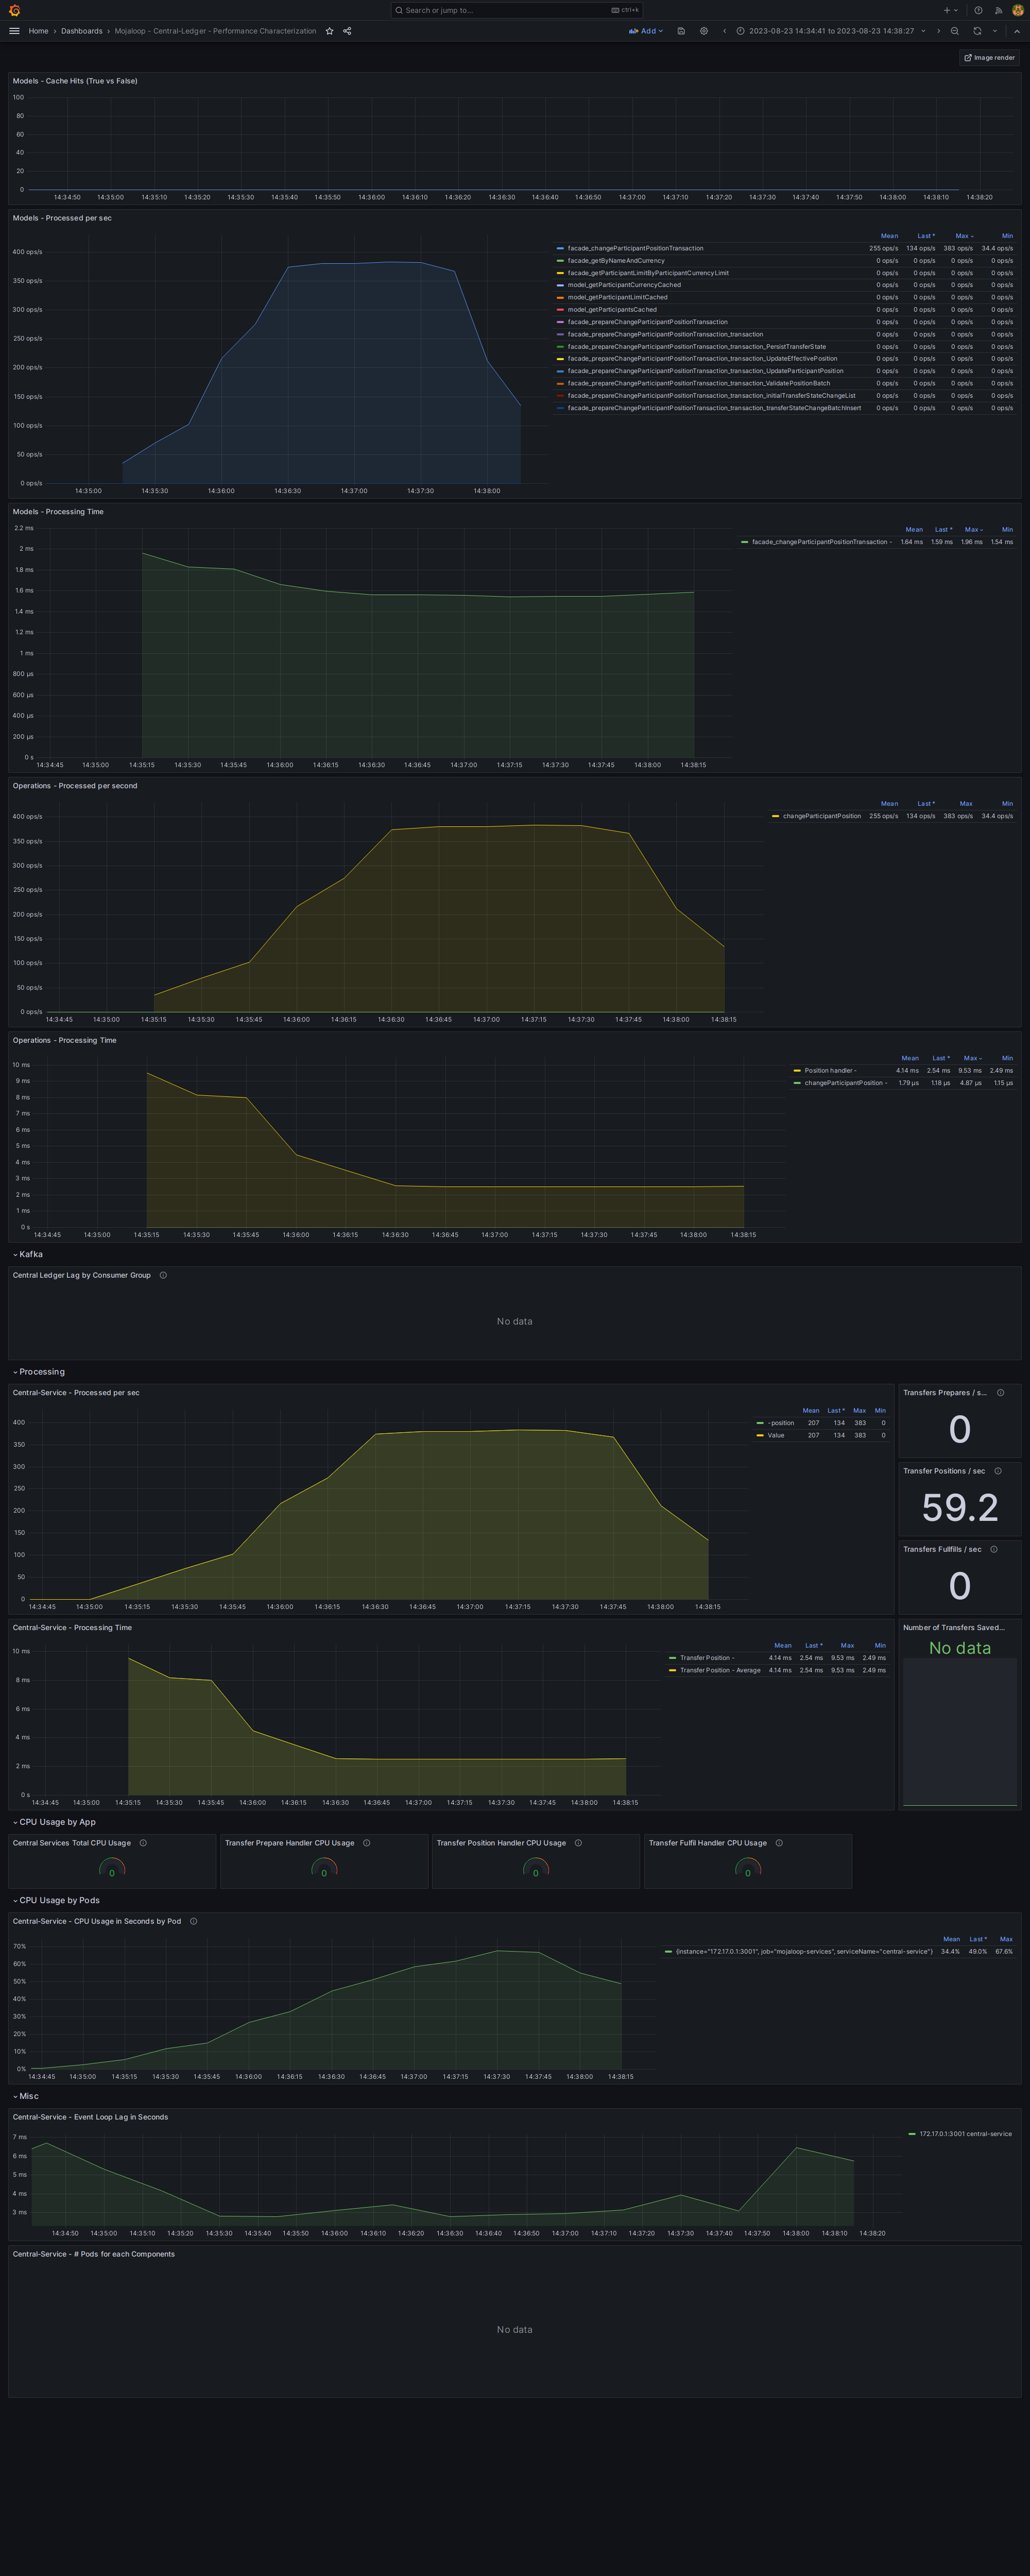 Search or jump to... ctrl+k
Home › Dashboards › Mojaloop - Central-Ledger - Performance Characterization Add 2023-08-23 14:34:41 to 2023-08-23 14:38:27
Image render
Models - Cache Hits (True vs False)
100
80
60
40
20
0
14:34:50 14:35:00 14:35:10 14:35:20 14:35:30 14:35:40 14:35:50 14:36:00 14:36:10 14:36:20 14:36:30 14:36:40 14:36:50 14:37:00 14:37:10 14:37:20 14:37:30 14:37:40 14:37:50 14:38:00 14:38:10 14:38:20
Models - Processed per sec
400 ops/s
350 ops/s
300 ops/s
250 ops/s
200 ops/s
150 ops/s
100 ops/s
50 ops/s
0 ops/s
14:35:00 14:35:30 14:36:00 14:36:30 14:37:00 14:37:30 14:38:00
Mean Last * Max Min
facade_changeParticipantPositionTransaction 255 ops/s 134 ops/s 383 ops/s 34.4 ops/s
facade_getByNameAndCurrency 0 ops/s 0 ops/s 0 ops/s 0 ops/s
facade_getParticipantLimitByParticipantCurrencyLimit 0 ops/s 0 ops/s 0 ops/s 0 ops/s
model_getParticipantCurrencyCached 0 ops/s 0 ops/s 0 ops/s 0 ops/s
model_getParticipantLimitCached 0 ops/s 0 ops/s 0 ops/s 0 ops/s
model_getParticipantsCached 0 ops/s 0 ops/s 0 ops/s 0 ops/s
facade_prepareChangeParticipantPositionTransaction 0 ops/s 0 ops/s 0 ops/s 0 ops/s
facade_prepareChangeParticipantPositionTransaction_transaction 0 ops/s 0 ops/s 0 ops/s 0 ops/s
facade_prepareChangeParticipantPositionTransaction_transaction_PersistTransferState 0 ops/s 0 ops/s 0 ops/s 0 ops/s
facade_prepareChangeParticipantPositionTransaction_transaction_UpdateEffectivePosition 0 ops/s 0 ops/s 0 ops/s 0 ops/s
facade_prepareChangeParticipantPositionTransaction_transaction_UpdateParticipantPosition 0 ops/s 0 ops/s 0 ops/s 0 ops/s
facade_prepareChangeParticipantPositionTransaction_transaction_ValidatePositionBatch 0 ops/s 0 ops/s 0 ops/s 0 ops/s
facade_prepareChangeParticipantPositionTransaction_transaction_initialTransferStateChangeList 0 ops/s 0 ops/s 0 ops/s 0 ops/s
facade_prepareChangeParticipantPositionTransaction_transaction_transferStateChangeBatchInsert 0 ops/s 0 ops/s 0 ops/s 0 ops/s
Models - Processing Time
2.2 ms
2 ms
1.8 ms
1.6 ms
1.4 ms
1.2 ms
1 ms
800 µs
600 µs
400 µs
200 µs
0 s
14:34:45 14:35:00 14:35:15 14:35:30 14:35:45 14:36:00 14:36:15 14:36:30 14:36:45 14:37:00 14:37:15 14:37:30 14:37:45 14:38:00 14:38:15
Mean Last * Max Min
facade_changeParticipantPositionTransaction - 1.64 ms 1.59 ms 1.96 ms 1.54 ms
Operations - Processed per second
400 ops/s
350 ops/s
300 ops/s
250 ops/s
200 ops/s
150 ops/s
100 ops/s
50 ops/s
0 ops/s
14:34:45 14:35:00 14:35:15 14:35:30 14:35:45 14:36:00 14:36:15 14:36:30 14:36:45 14:37:00 14:37:15 14:37:30 14:37:45 14:38:00 14:38:15
Mean Last * Max Min
changeParticipantPosition 255 ops/s 134 ops/s 383 ops/s 34.4 ops/s
Operations - Processing Time
10 ms
9 ms
8 ms
7 ms
6 ms
5 ms
4 ms
3 ms
2 ms
1 ms
0 s
14:34:45 14:35:00 14:35:15 14:35:30 14:35:45 14:36:00 14:36:15 14:36:30 14:36:45 14:37:00 14:37:15 14:37:30 14:37:45 14:38:00 14:38:15
Mean Last * Max Min
Position handler - 4.14 ms 2.54 ms 9.53 ms 2.49 ms
changeParticipantPosition - 1.79 µs 1.18 µs 4.87 µs 1.15 µs
Kafka
Central Ledger Lag by Consumer Group
No data
Processing
Central-Service - Processed per sec
400
350
300
250
200
150
100
50
0
14:34:45 14:35:00 14:35:15 14:35:30 14:35:45 14:36:00 14:36:15 14:36:30 14:36:45 14:37:00 14:37:15 14:37:30 14:37:45 14:38:00 14:38:15
Mean Last * Max Min
- position 207 134 383 0
Value 207 134 383 0
Transfers Prepares / s...
0
Transfer Positions / sec
59.2
Transfers Fullfills / sec
0
Central-Service - Processing Time
10 ms
8 ms
6 ms
4 ms
2 ms
0 s
14:34:45 14:35:00 14:35:15 14:35:30 14:35:45 14:36:00 14:36:15 14:36:30 14:36:45 14:37:00 14:37:15 14:37:30 14:37:45 14:38:00 14:38:15
Mean Last * Max Min
Transfer Position - 4.14 ms 2.54 ms 9.53 ms 2.49 ms
Transfer Position - Average 4.14 ms 2.54 ms 9.53 ms 2.49 ms
Number of Transfers Saved...
No data
CPU Usage by App
Central Services Total CPU Usage
0
Transfer Prepare Handler CPU Usage
0
Transfer Position Handler CPU Usage
0
Transfer Fulfil Handler CPU Usage
0
CPU Usage by Pods
Central-Service - CPU Usage in Seconds by Pod
70%
60%
50%
40%
30%
20%
10%
0%
14:34:45 14:35:00 14:35:15 14:35:30 14:35:45 14:36:00 14:36:15 14:36:30 14:36:45 14:37:00 14:37:15 14:37:30 14:37:45 14:38:00 14:38:15
Mean Last * Max
{instance="172.17.0.1:3001", job="mojaloop-services", serviceName="central-service"} 34.4% 49.0% 67.6%
Misc
Central-Service - Event Loop Lag in Seconds
7 ms
6 ms
5 ms
4 ms
3 ms
14:34:50 14:35:00 14:35:10 14:35:20 14:35:30 14:35:40 14:35:50 14:36:00 14:36:10 14:36:20 14:36:30 14:36:40 14:36:50 14:37:00 14:37:10 14:37:20 14:37:30 14:37:40 14:37:50 14:38:00 14:38:10 14:38:20
172.17.0.1:3001 central-service
Central-Service - # Pods for each Components
No data